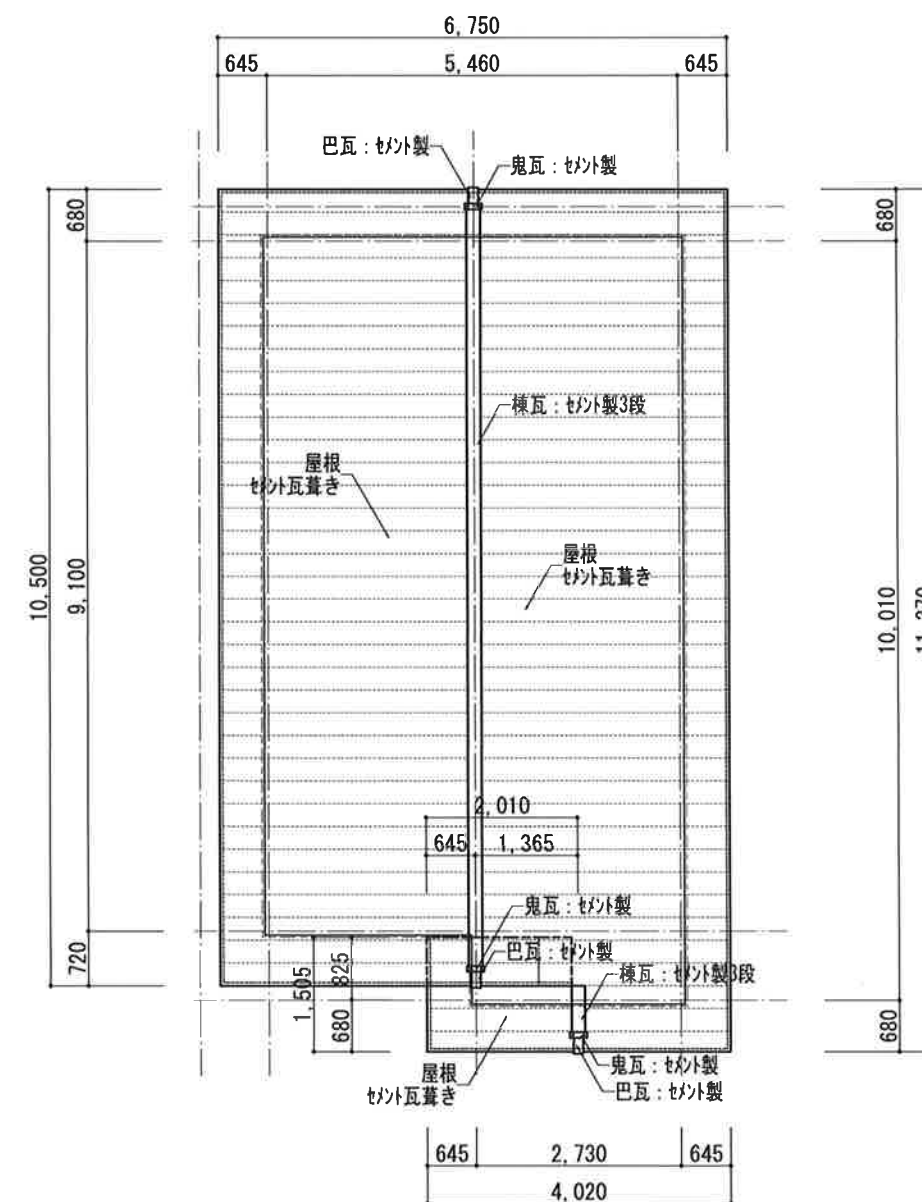 6,750
645
5,460
645
巴瓦：セメント製
鬼瓦：セメント製
680
680
棟瓦：セメント製3段
屋根
セメント瓦葺き
屋根
セメント瓦葺き
10,500
9,100
10,010
2,010
645
1,365
鬼瓦：セメント製
巴瓦：セメント製
棟瓦：セメント製3段
720
1,505
825
680
680
屋根
セメント瓦葺き
鬼瓦：セメント製
巴瓦：セメント製
645
2,730
645
4,020